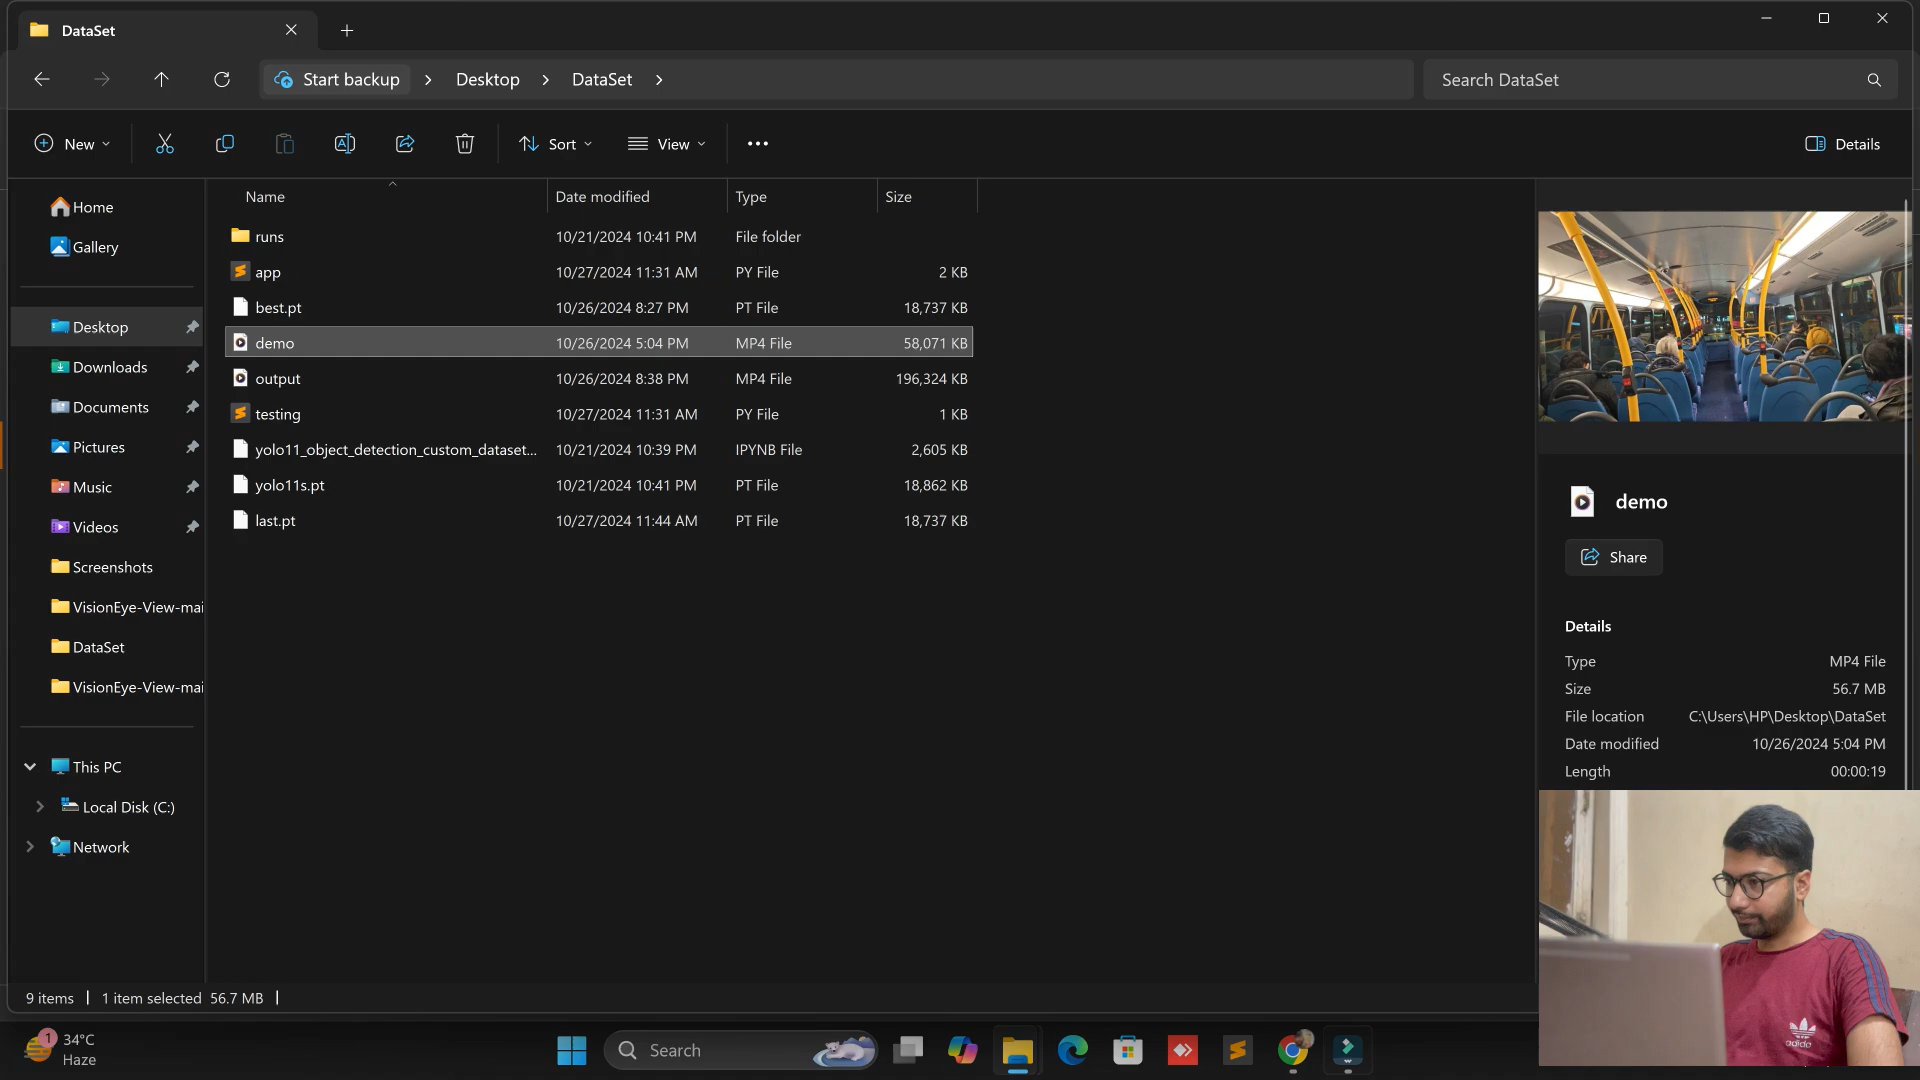 DataSet
Start backup
Desktop
DataSet
Search DataSet
New
Sort
View
Details
Home
Gallery
Desktop
Downloads
Documents
Pictures
Music
Videos
Screenshots
VisionEye-View-mai
DataSet
VisionEye-View-mai
This PC
Local Disk (C:)
Network
Name Date modified Type Size
runs 10/21/2024 10:41 PM File folder
app 10/27/2024 11:31 AM PY File 2 KB
best.pt 10/26/2024 8:27 PM PT File 18,737 KB
demo 10/26/2024 5:04 PM MP4 File 58,071 KB
output 10/26/2024 8:38 PM MP4 File 196,324 KB
testing 10/27/2024 11:31 AM PY File 1 KB
yolo11_object_detection_custom_dataset... 10/21/2024 10:39 PM IPYNB File 2,605 KB
yolo11s.pt 10/21/2024 10:41 PM PT File 18,862 KB
last.pt 10/27/2024 11:44 AM PT File 18,737 KB
demo
Share
Details
Type MP4 File
Size 56.7 MB
File location C:\Users\HP\Desktop\DataSet
Date modified 10/26/2024 5:04 PM
Length 00:00:19
adidas
9 items 1 item selected 56.7 MB
1
34°C
Haze
Search